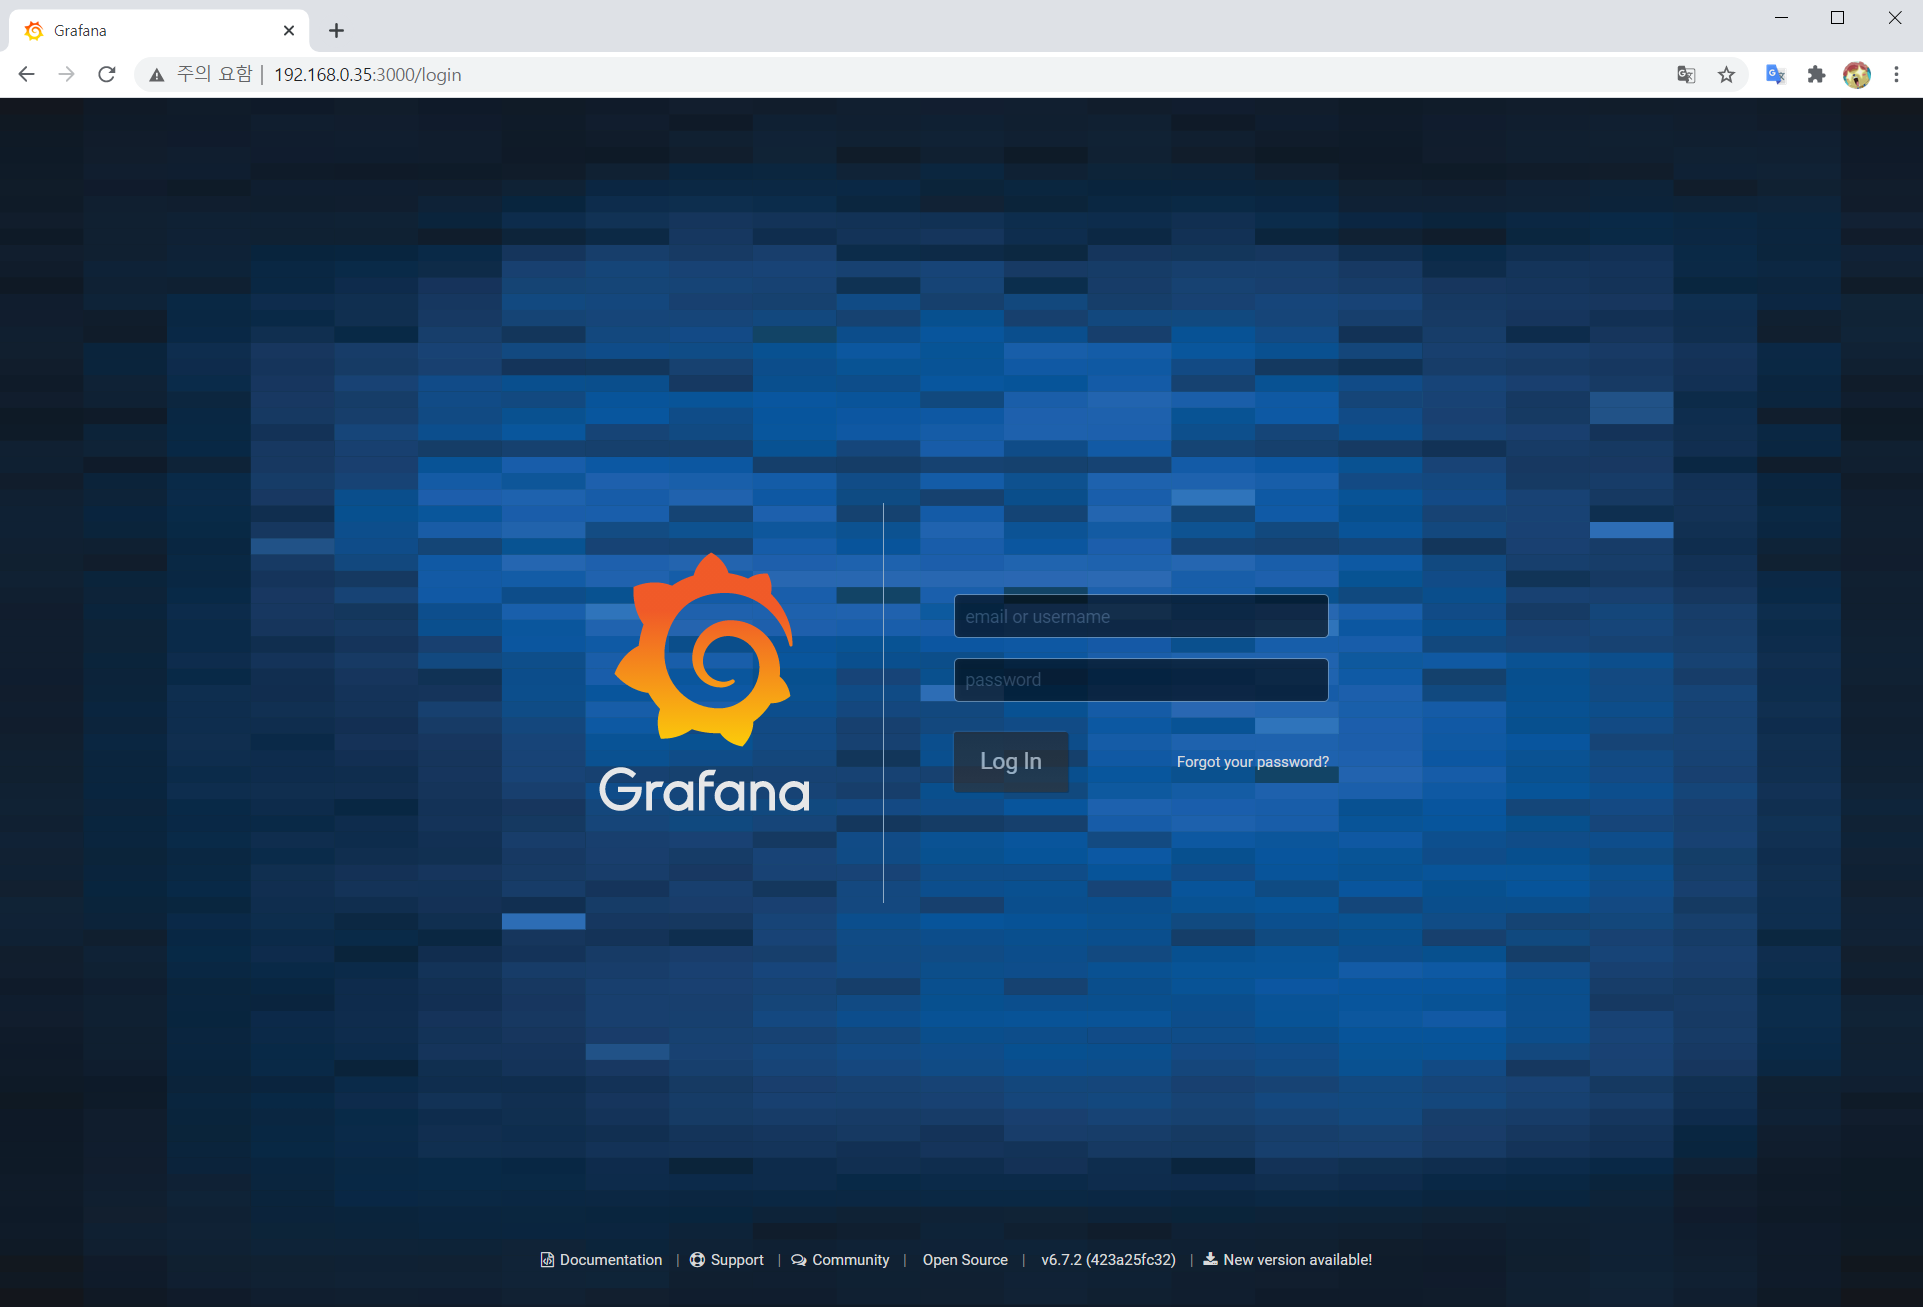 Grafana
주의 요함 | 192.168.0.35:3000/login
email or username
password
Log In
Forgot your password?
Grafana
Documentation | Support | Community | Open Source | v6.7.2 (423a25fc32) | New version available!